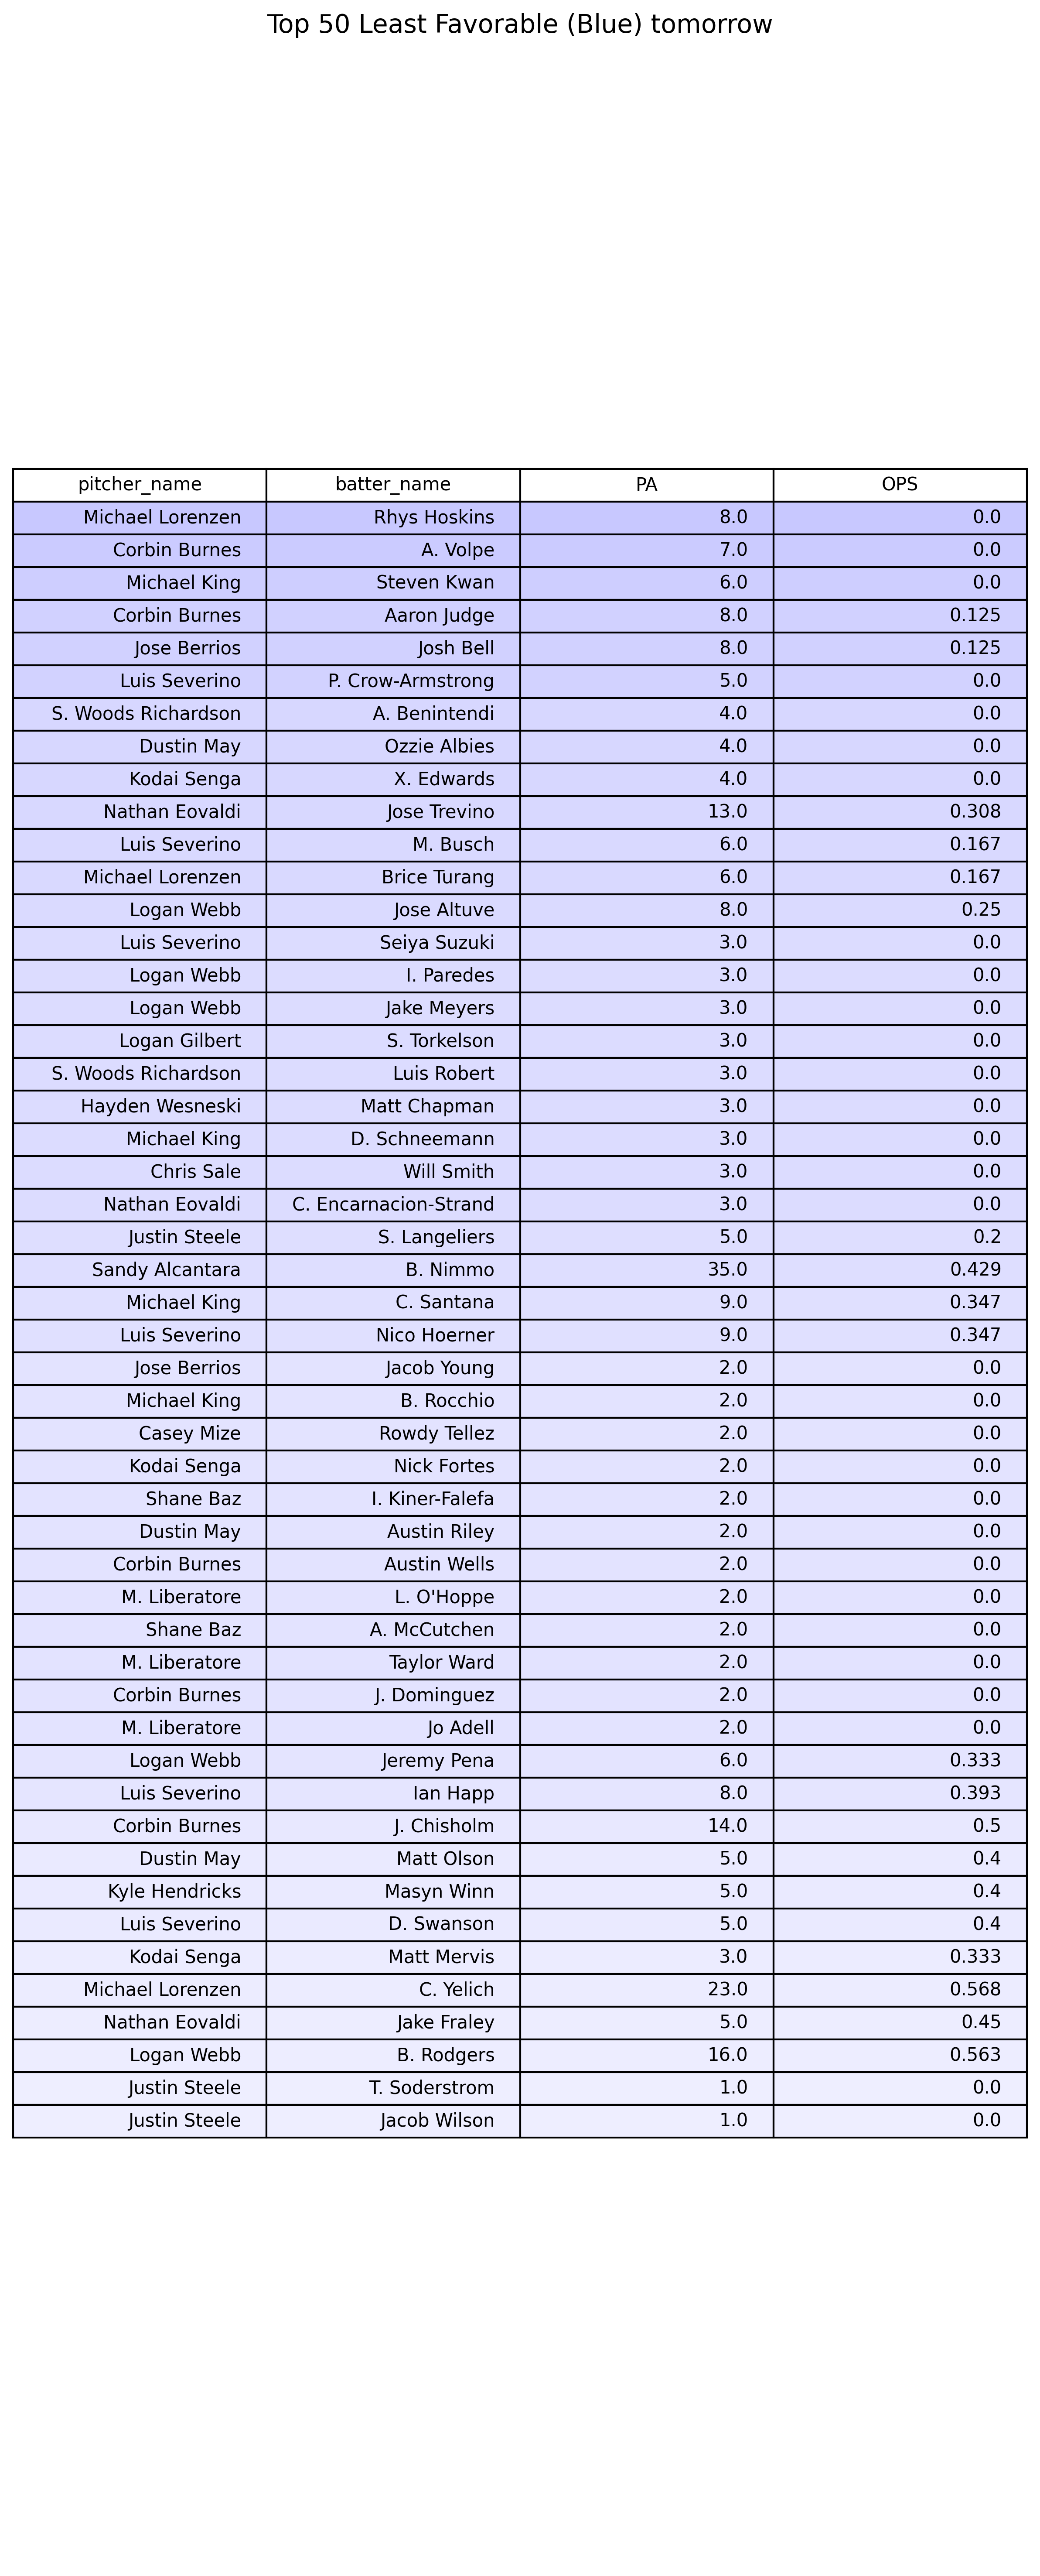 Top 50 Least Favorable (Blue) tomorrow
pitcher_name batter_name PA OPS
Michael Lorenzen Rhys Hoskins 8.0 0.0
Corbin Burnes A. Volpe 7.0 0.0
Michael King Steven Kwan 6.0 0.0
Corbin Burnes Aaron Judge 8.0 0.125
Jose Berrios Josh Bell 8.0 0.125
Luis Severino P. Crow-Armstrong 5.0 0.0
S. Woods Richardson A. Benintendi 4.0 0.0
Dustin May Ozzie Albies 4.0 0.0
Kodai Senga X. Edwards 4.0 0.0
Nathan Eovaldi Jose Trevino 13.0 0.308
Luis Severino M. Busch 6.0 0.167
Michael Lorenzen Brice Turang 6.0 0.167
Logan Webb Jose Altuve 8.0 0.25
Luis Severino Seiya Suzuki 3.0 0.0
Logan Webb I. Paredes 3.0 0.0
Logan Webb Jake Meyers 3.0 0.0
Logan Gilbert S. Torkelson 3.0 0.0
S. Woods Richardson Luis Robert 3.0 0.0
Hayden Wesneski Matt Chapman 3.0 0.0
Michael King D. Schneemann 3.0 0.0
Chris Sale Will Smith 3.0 0.0
Nathan Eovaldi C. Encarnacion-Strand 3.0 0.0
Justin Steele S. Langeliers 5.0 0.2
Sandy Alcantara B. Nimmo 35.0 0.429
Michael King C. Santana 9.0 0.347
Luis Severino Nico Hoerner 9.0 0.347
Jose Berrios Jacob Young 2.0 0.0
Michael King B. Rocchio 2.0 0.0
Casey Mize Rowdy Tellez 2.0 0.0
Kodai Senga Nick Fortes 2.0 0.0
Shane Baz I. Kiner-Falefa 2.0 0.0
Dustin May Austin Riley 2.0 0.0
Corbin Burnes Austin Wells 2.0 0.0
M. Liberatore L. O'Hoppe 2.0 0.0
Shane Baz A. McCutchen 2.0 0.0
M. Liberatore Taylor Ward 2.0 0.0
Corbin Burnes J. Dominguez 2.0 0.0
M. Liberatore Jo Adell 2.0 0.0
Logan Webb Jeremy Pena 6.0 0.333
Luis Severino Ian Happ 8.0 0.393
Corbin Burnes J. Chisholm 14.0 0.5
Dustin May Matt Olson 5.0 0.4
Kyle Hendricks Masyn Winn 5.0 0.4
Luis Severino D. Swanson 5.0 0.4
Kodai Senga Matt Mervis 3.0 0.333
Michael Lorenzen C. Yelich 23.0 0.568
Nathan Eovaldi Jake Fraley 5.0 0.45
Logan Webb B. Rodgers 16.0 0.563
Justin Steele T. Soderstrom 1.0 0.0
Justin Steele Jacob Wilson 1.0 0.0